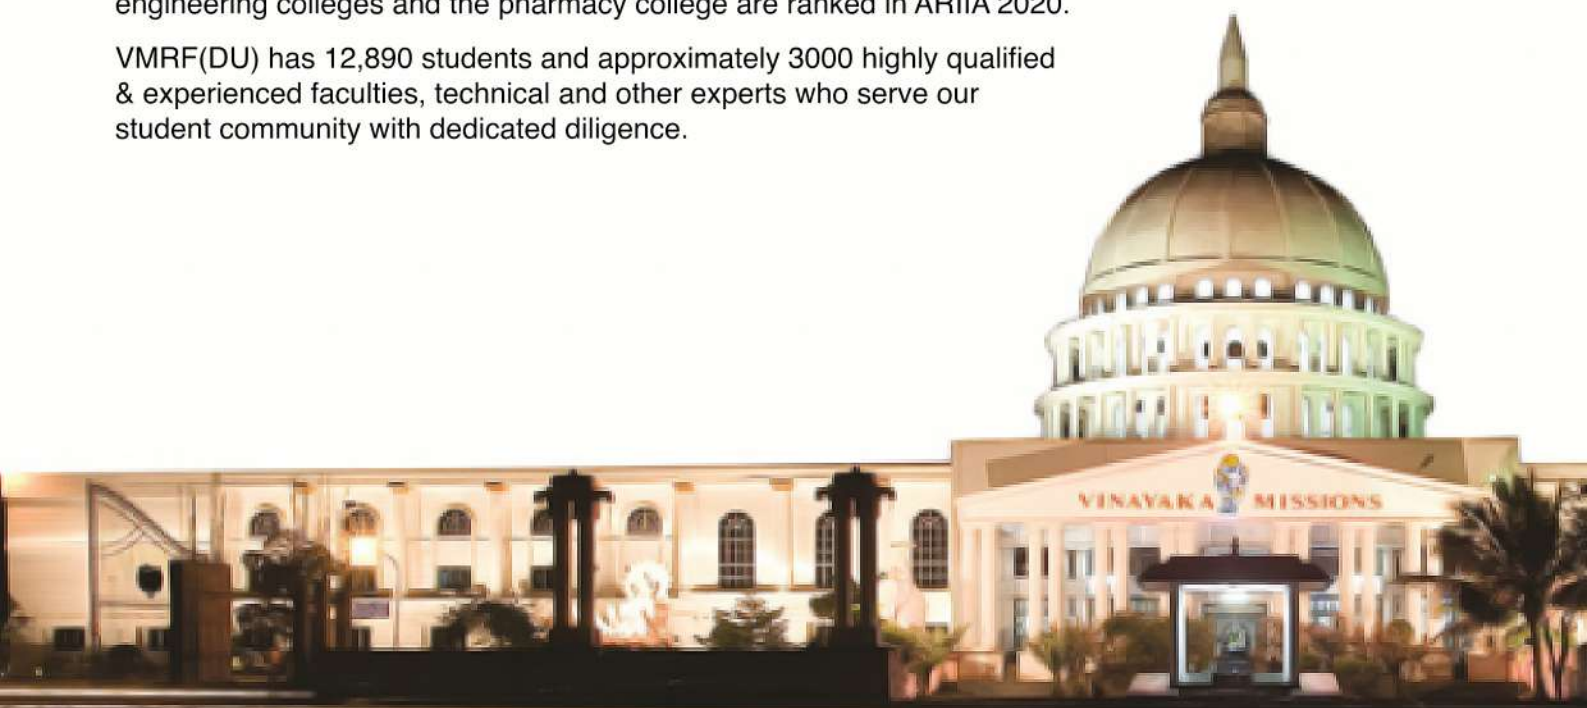 engineering colleges and the pharmacy college are ranked in ARIIA 2020.
VMRF(DU) has 12,890 students and approximately 3000 highly qualified
& experienced faculties, technical and other experts who serve our
student community with dedicated diligence.
VINAYAKA MISSIONS